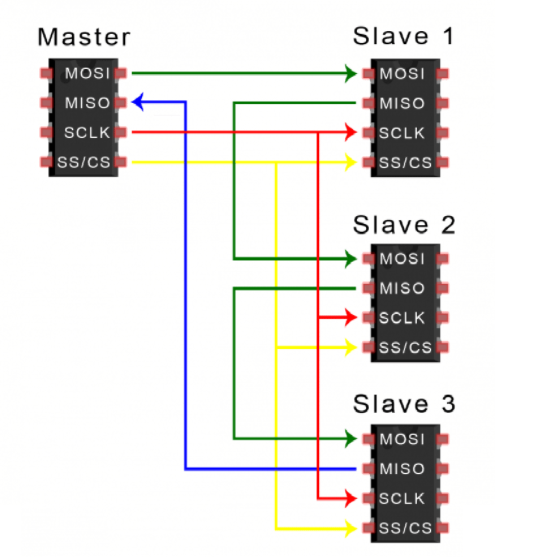 Master
MOSI
MISO
SCLK
SS/CS
Slave 1
MOSI
MISO
SCLK
SS/CS
Slave 2
MOSI
MISO
SCLK
SS/CS
Slave 3
MOSI
MISO
SCLK
SS/CS